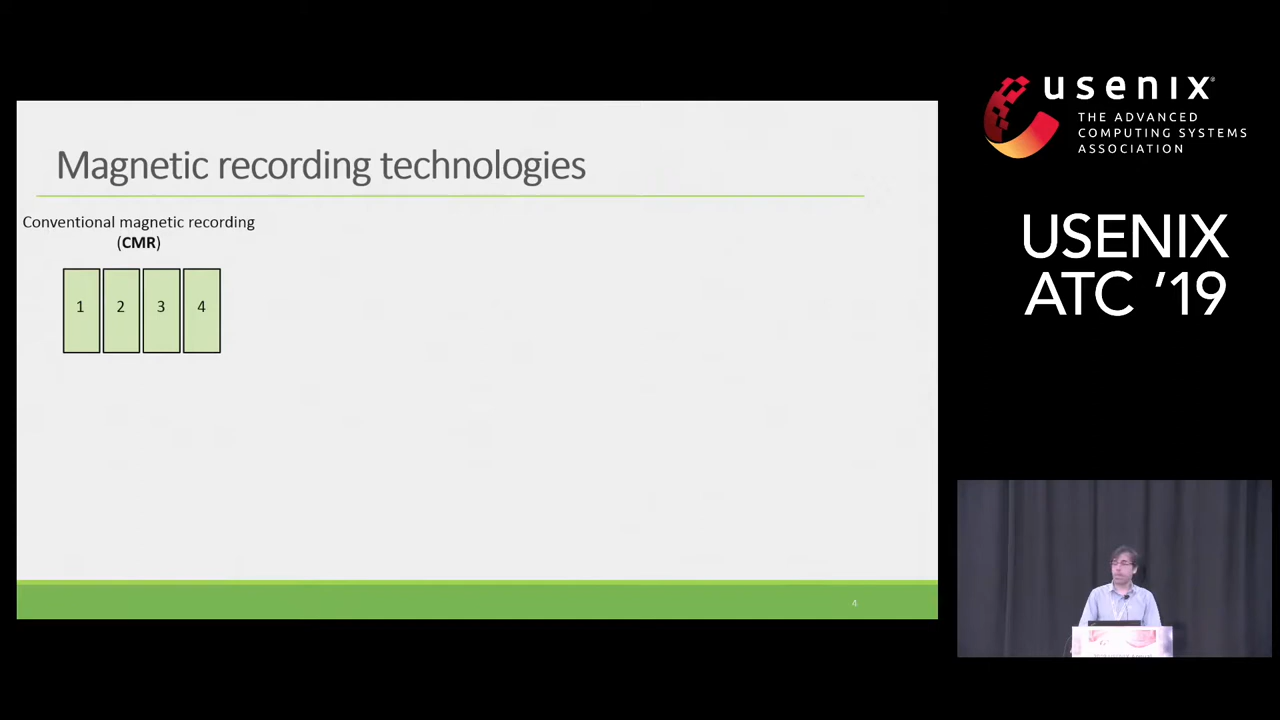 Magnetic recording technologies
Conventional magnetic recording
(CMR)
1 2 3 4
4
usenix®
THE ADVANCED
COMPUTING SYSTEMS
ASSOCIATION
USENIX
ATC '19